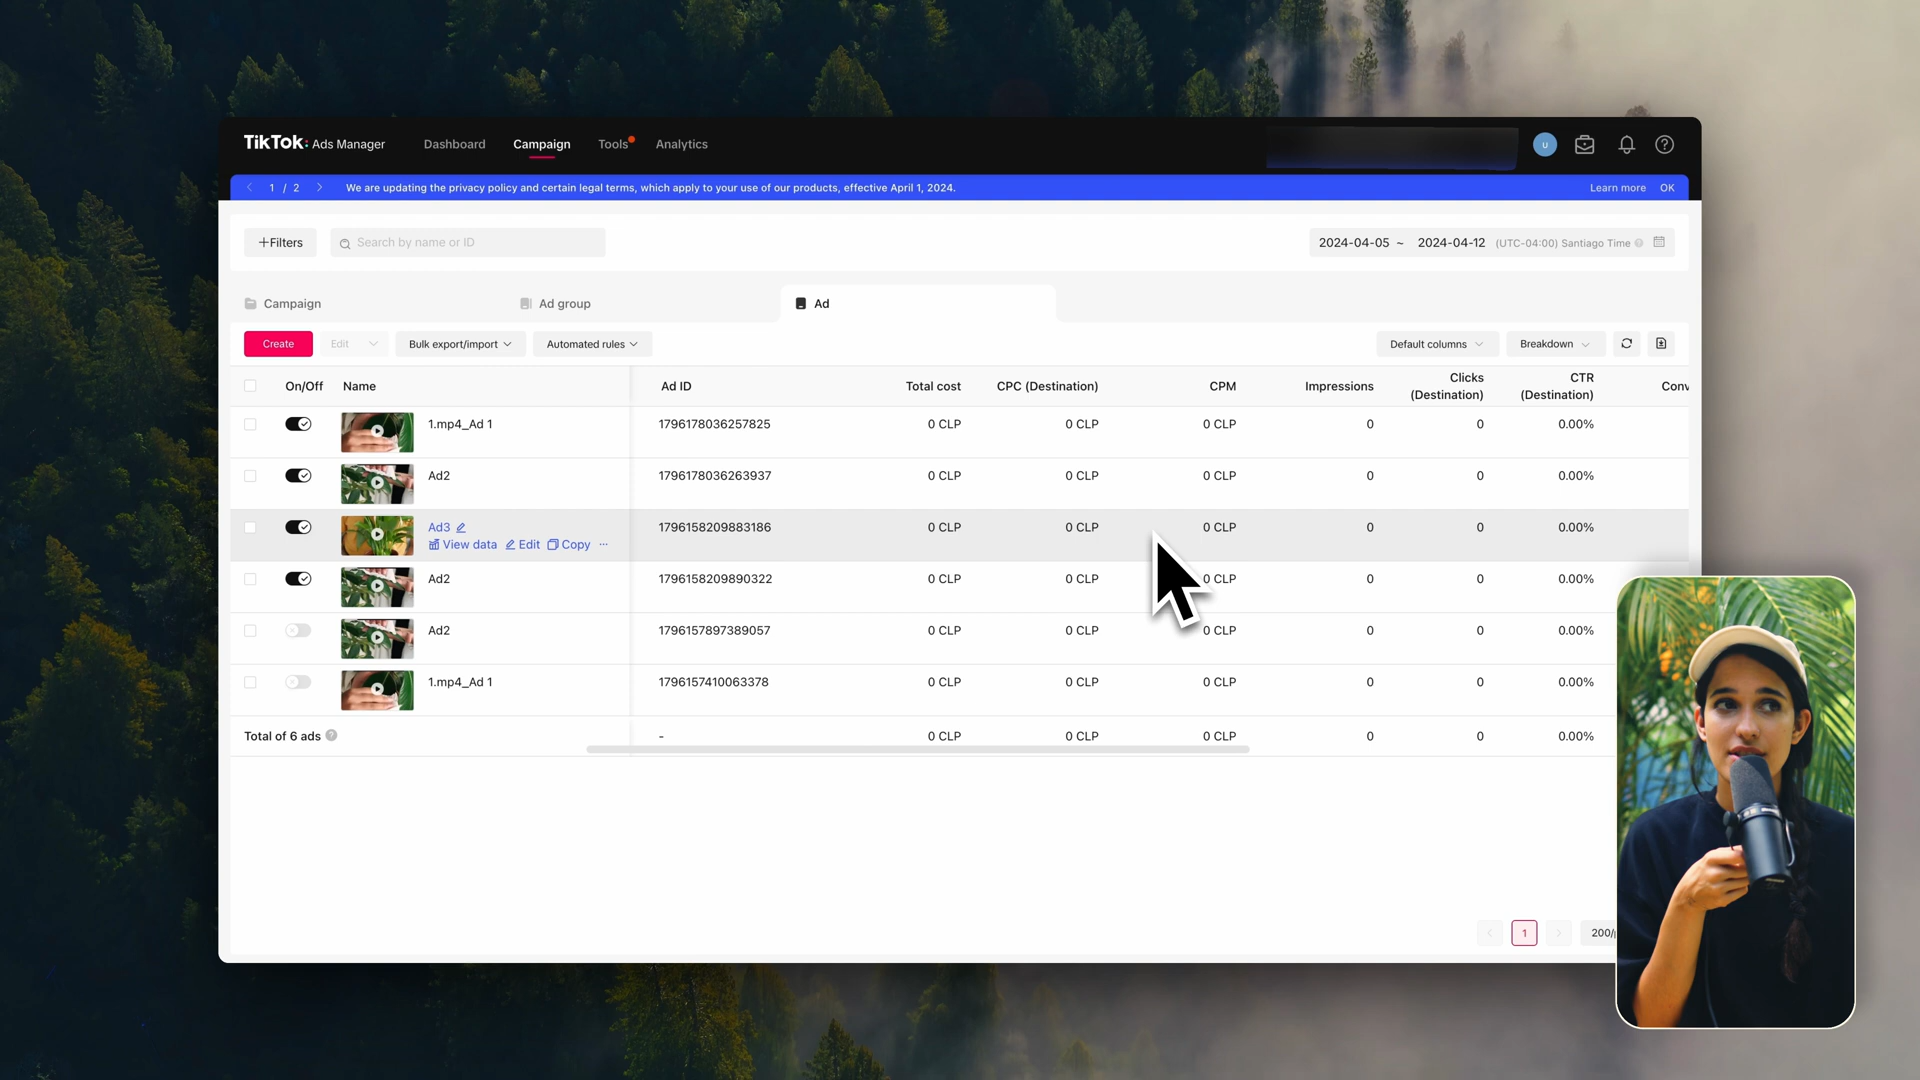 TikTok: Ads Manager Dashboard Campaign Tools Analytics U
1 / 2 We are updating the privacy policy and certain legal terms, which apply to your use of our products, effective April 1, 2024. Learn more OK
+Filters Search by name or ID 2024-04-05 ~ 2024-04-12 (UTC-04:00) Santiago Time
Campaign Ad group Ad
Create Edit Bulk export/import Automated rules Default columns Breakdown
On/Off Name Ad ID Total cost CPC (Destination) CPM Impressions Clicks (Destination) CTR (Destination) Conv
1.mp4_Ad 1 1796178036257825 0 CLP 0 CLP 0 CLP 0 0 0.00%
Ad2 1796178036263937 0 CLP 0 CLP 0 CLP 0 0 0.00%
Ad3 1796158209883186 0 CLP 0 CLP 0 CLP 0 0 0.00%
View data Edit Copy ...
Ad2 1796158209890322 0 CLP 0 CLP 0 CLP 0 0 0.00%
Ad2 1796157897389057 0 CLP 0 CLP 0 CLP 0 0 0.00%
1.mp4_Ad 1 1796157410063378 0 CLP 0 CLP 0 CLP 0 0 0.00%
Total of 6 ads - 0 CLP 0 CLP 0 CLP 0 0 0.00%
1 200/